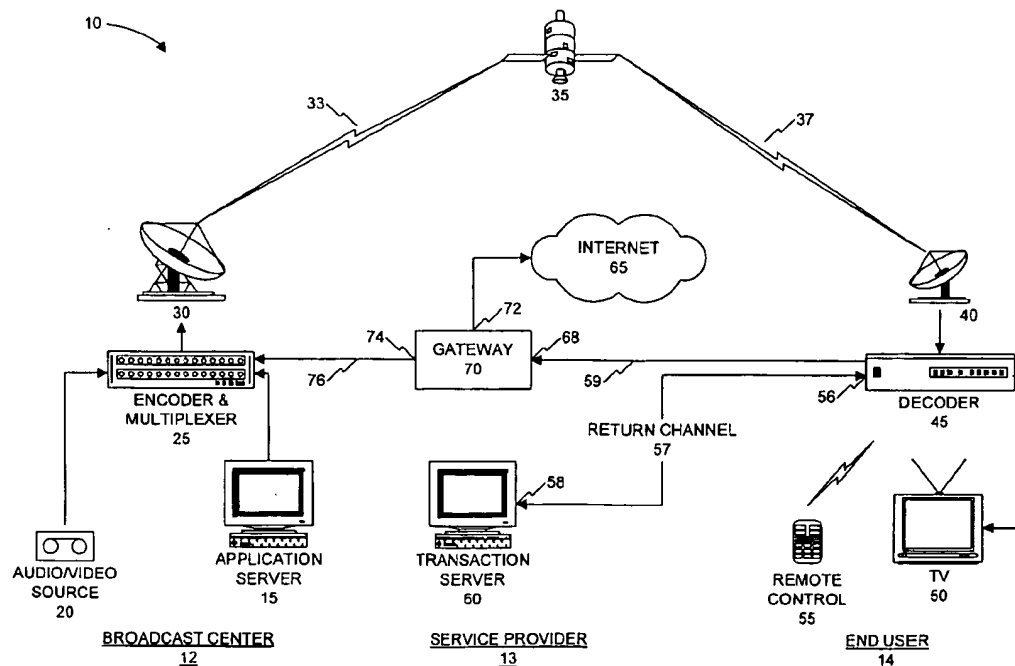 10
35
33
37
INTERNET
65
30
72
40
74
GATEWAY
70
68
76
59
56
ENCODER &
MULTIPLEXER
25
DECODER
45
RETURN CHANNEL
57
58
AUDIO/VIDEO
SOURCE
20
APPLICATION
SERVER
15
TRANSACTION
SERVER
60
REMOTE
CONTROL
55
TV
50
BROADCAST CENTER
12
SERVICE PROVIDER
13
END USER
14